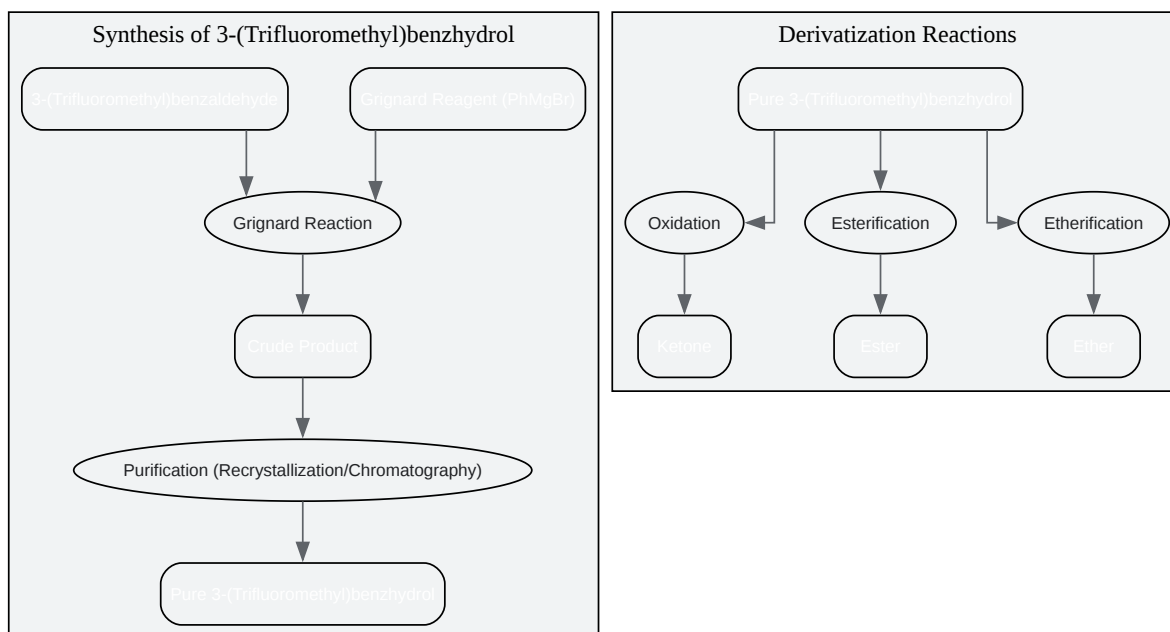 Synthesis of 3-(Trifluoromethyl)benzhydrol
3-(Trifluoromethyl)benzaldehyde
Grignard Reagent (PhMgBr)
Grignard Reaction
Crude Product
Purification (Recrystallization/Chromatography)
Pure 3-(Trifluoromethyl)benzhydrol
Derivatization Reactions
Pure 3-(Trifluoromethyl)benzhydrol
Oxidation
Esterification
Etherification
Ketone
Ester
Ether